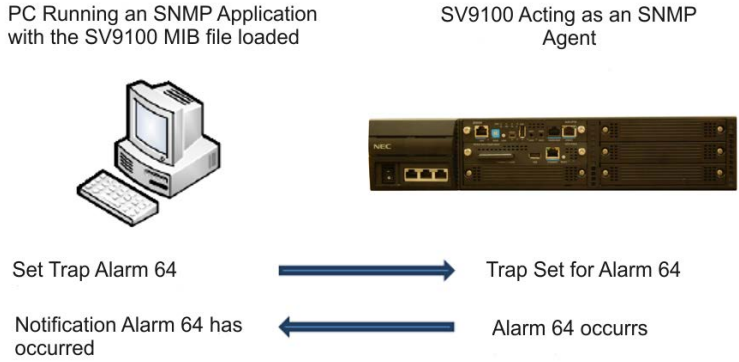 PC Running an SNMP Application
with the SV9100 MIB file loaded
SV9100 Acting as an SNMP
Agent
NEC
Set Trap Alarm 64
Trap Set for Alarm 64
Notification Alarm 64 has
occurred
Alarm 64 occurrs